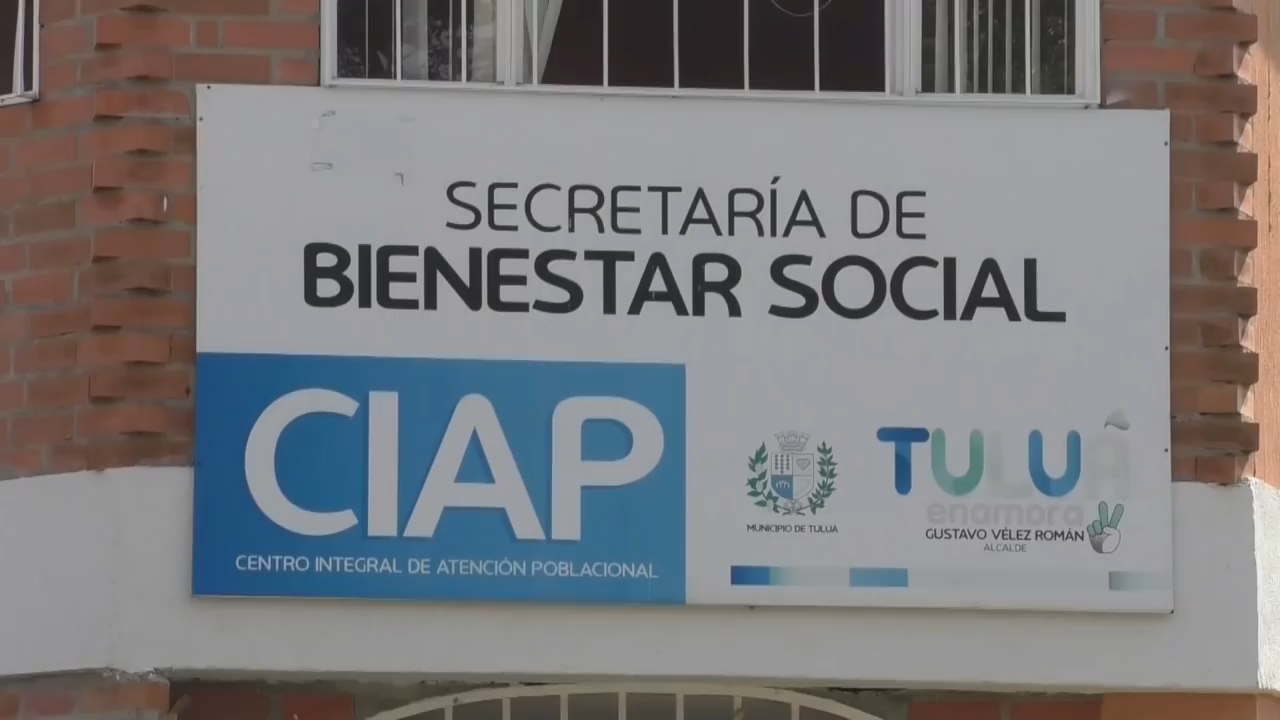 SECRETARÍA DE
BIENESTAR SOCIAL
CIAP
CENTRO INTEGRAL DE ATENCIÓN POBLACIONAL
MUNICIPIO DE TULUÁ
TULUÁ
enamora
GUSTAVO VÉLEZ ROMÁN
ALCALDE